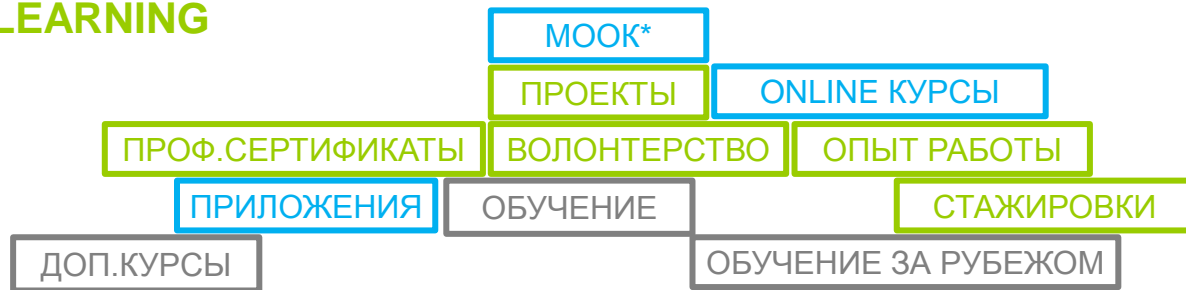 LEARNING
МООК*
ПРОЕКТЫ
ONLINE КУРСЫ
ПРОФ.СЕРТИФИКАТЫ
ВОЛОНТЕРСТВО
ОПЫТ РАБОТЫ
ПРИЛОЖЕНИЯ
ОБУЧЕНИЕ
СТАЖИРОВКИ
ДОП.КУРСЫ
ОБУЧЕНИЕ ЗА РУБЕЖОМ